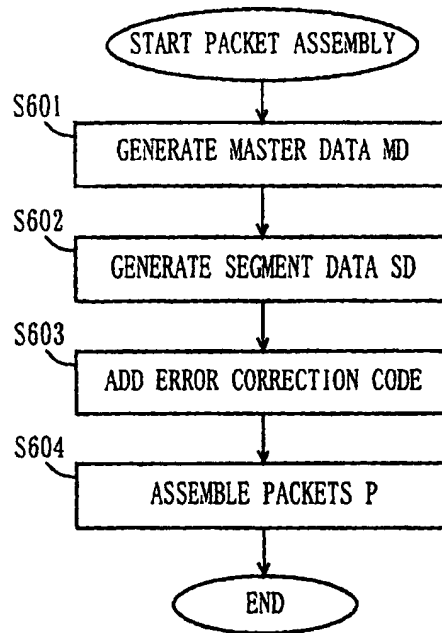 START PACKET ASSEMBLY
S601
GENERATE MASTER DATA MD
S602
GENERATE SEGMENT DATA SD
S603
ADD ERROR CORRECTION CODE
S604
ASSEMBLE PACKETS P
END